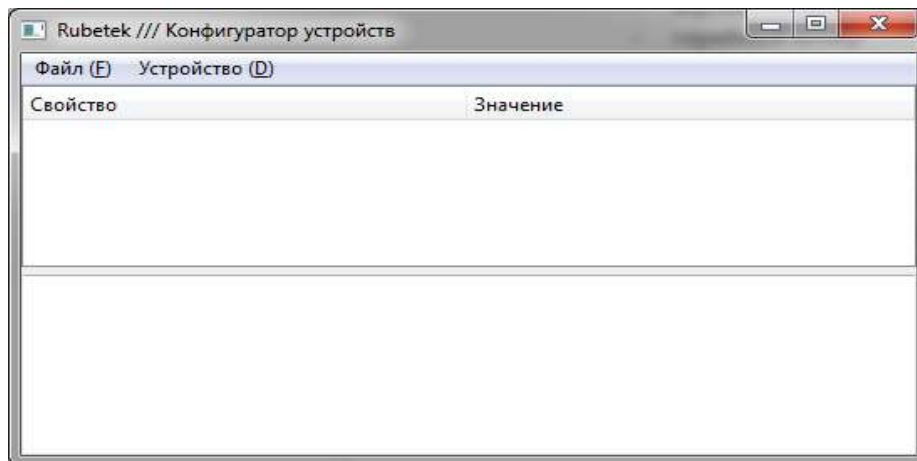 Rubetek /// Конфигуратор устройств
Файл (F) Устройство (D)
Свойство Значение